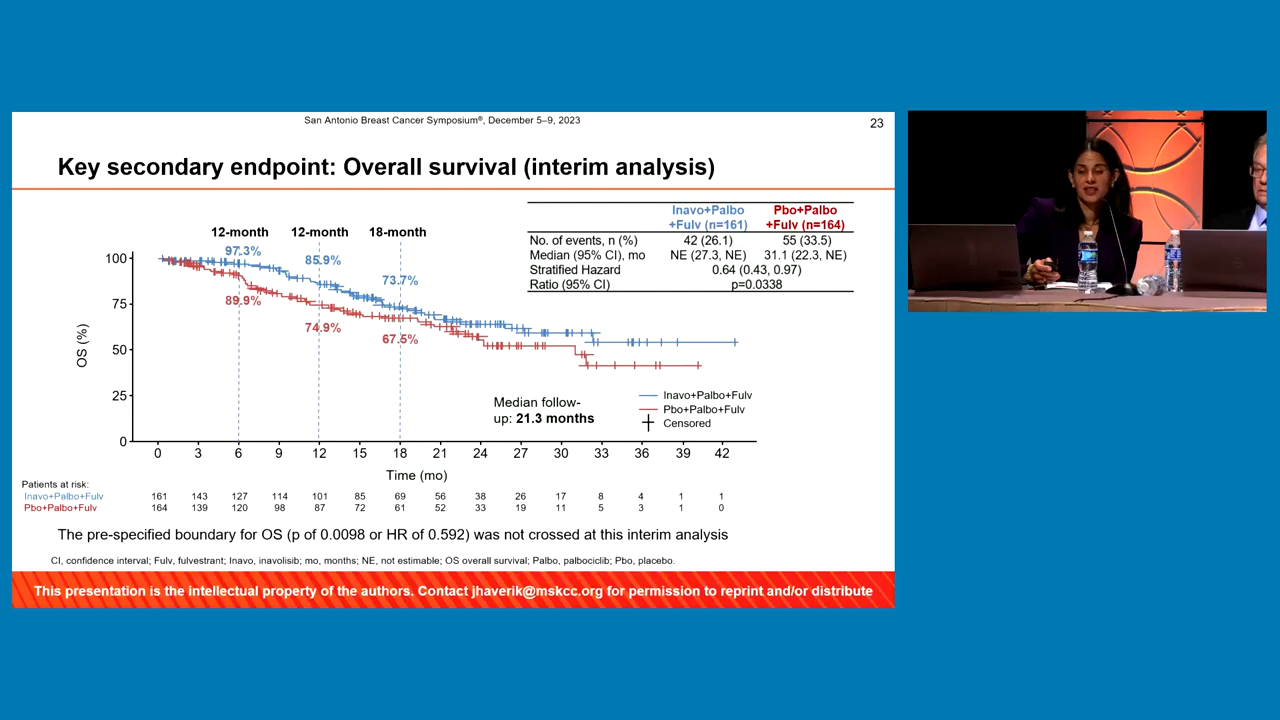 San Antonio Breast Cancer Symposium®, December 5–9, 2023
23
Key secondary endpoint: Overall survival (interim analysis)
Inavo+Palbo +Fulv (n=161)
Pbo+Palbo +Fulv (n=164)
No. of events, n (%) 42 (26.1) 55 (33.5)
Median (95% CI), mo NE (27.3, NE) 31.1 (22.3, NE)
Stratified Hazard 0.64 (0.43, 0.97)
Ratio (95% CI) p=0.0338
12-month 12-month 18-month
97.3% 85.9% 73.7%
89.9% 74.9% 67.5%
OS (%)
100
75
50
25
0
Median follow-
up: 21.3 months
Inavo+Palbo+Fulv
Pbo+Palbo+Fulv
Censored
0 3 6 9 12 15 18 21 24 27 30 33 36 39 42
Time (mo)
Patients at risk:
Inavo+Palbo+Fulv 161 143 127 114 101 85 69 56 38 26 17 8 4 1 1
Pbo+Palbo+Fulv 164 139 120 98 87 72 61 52 33 19 11 5 3 1 0
The pre-specified boundary for OS (p of 0.0098 or HR of 0.592) was not crossed at this interim analysis
CI, confidence interval; Fulv, fulvestrant; Inavo, inavolisib; mo, months; NE, not estimable; OS overall survival; Palbo, palbociclib; Pbo, placebo.
This presentation is the intellectual property of the authors. Contact jhaverik@mskcc.org for permission to reprint and/or distribute